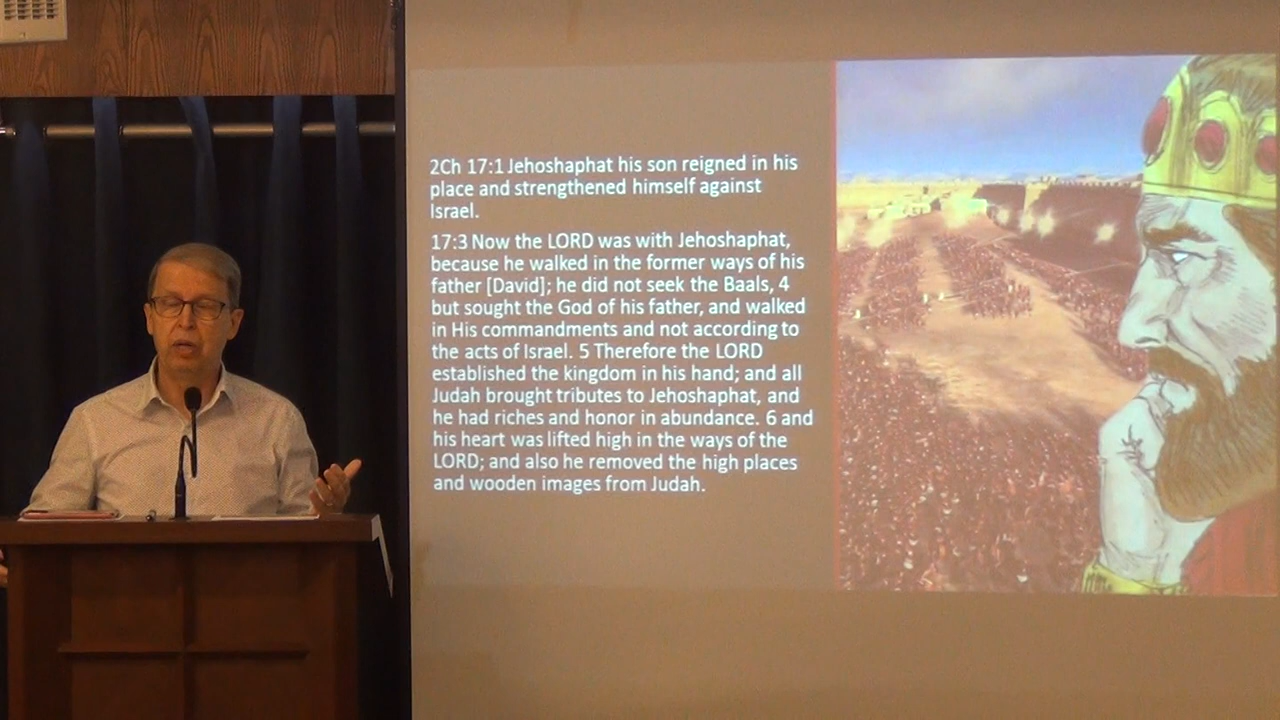 2Ch 17:1 Jehoshaphat his son reigned in his
place and strengthened himself against
Israel.
17:3 Now the LORD was with Jehoshaphat,
because he walked in the former ways of his
father [David]; he did not seek the Baals, 4
but sought the God of his father, and walked
in His commandments and not according to
the acts of Israel. 5 Therefore the LORD
established the kingdom in his hand; and all
Judah brought tributes to Jehoshaphat, and
he had riches and honor in abundance. 6 and
his heart was lifted high in the ways of the
LORD; and also he removed the high places
and wooden images from Judah.